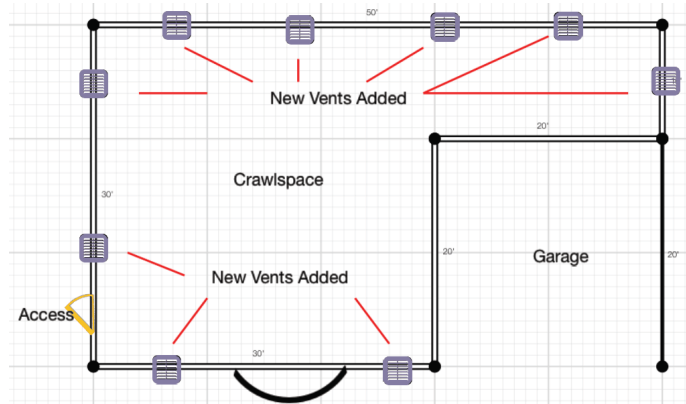 50'
New Vents Added
20'
Crawlspace
30'
20'
Garage
20'
New Vents Added
Access
30'